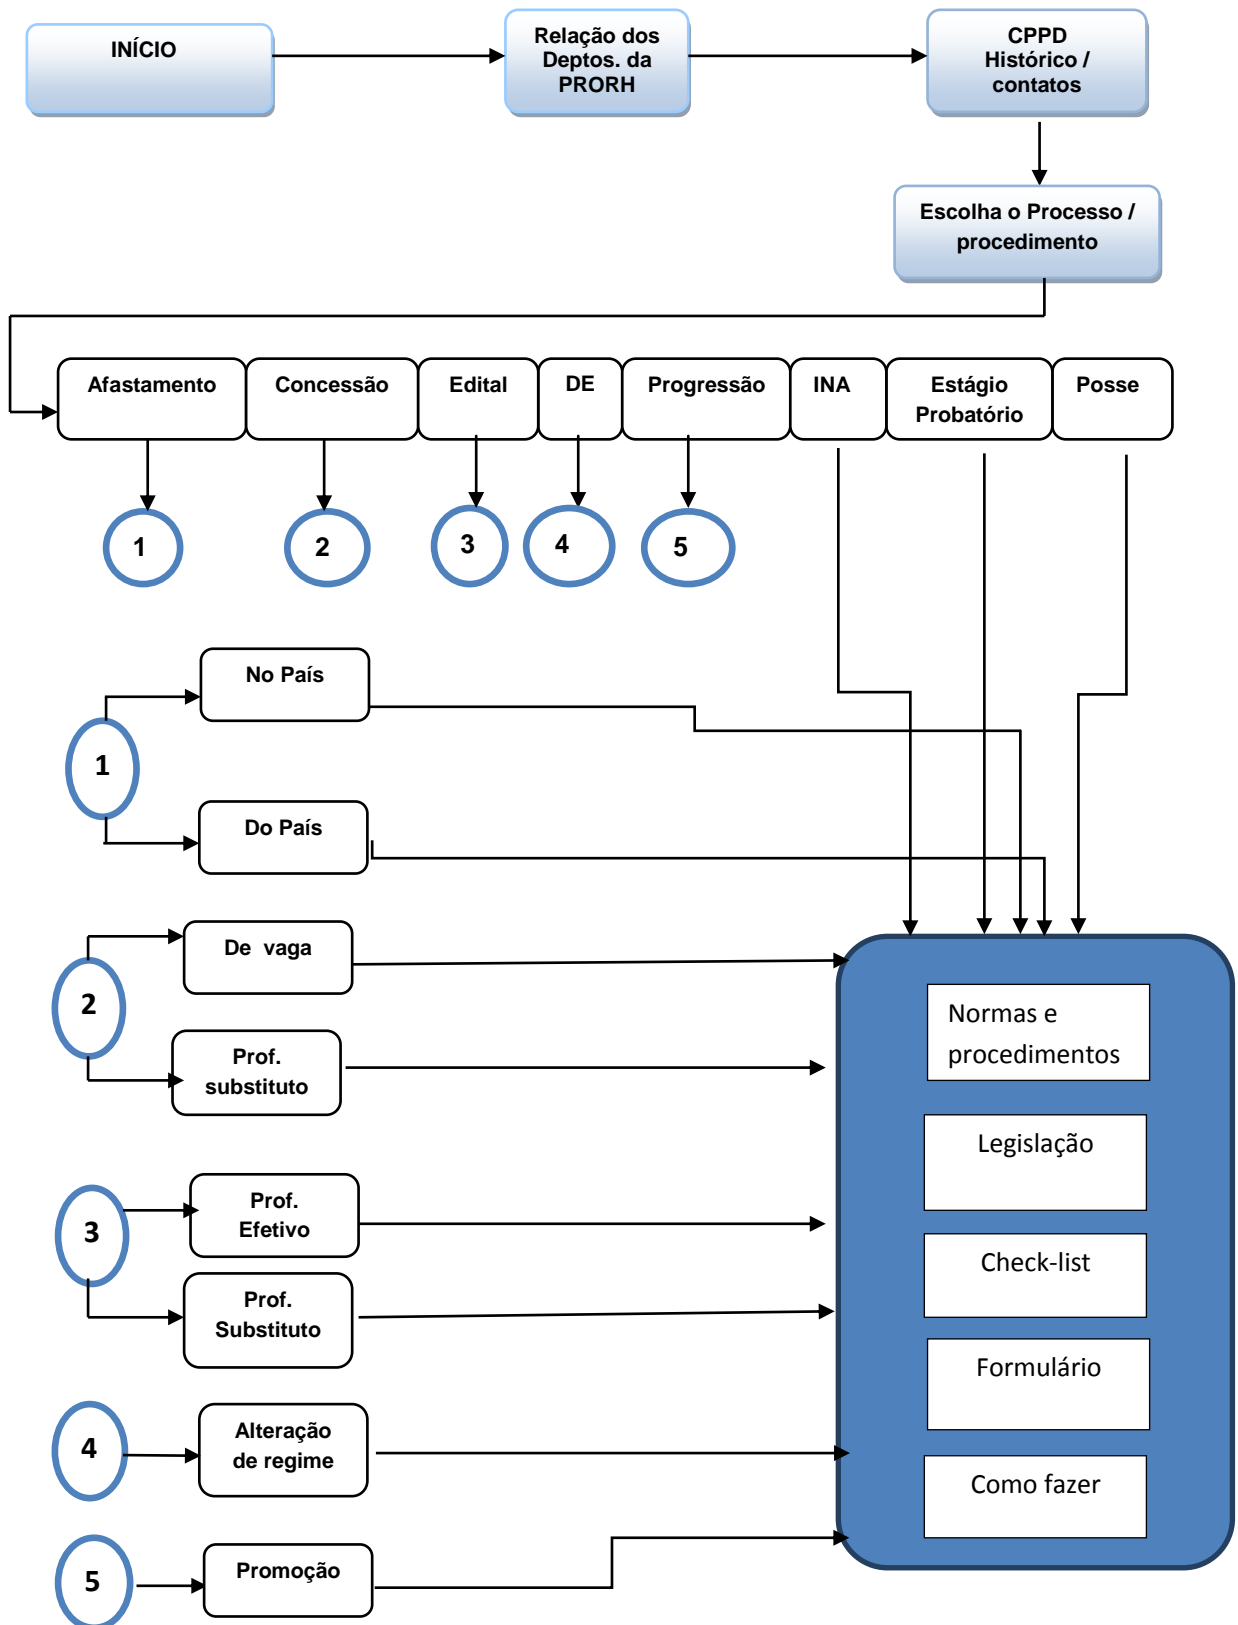 INÍCIO
Relação dos
Deptos. da
PRORH
CPPD
Histórico /
contatos
Escolha o Processo /
procedimento
Afastamento
Concessão
Edital
DE
Progressão
INA
Estágio
Probatório
Posse
1
2
3
4
5
No País
1
Do País
De vaga
2
Prof.
substituto
Normas e
procedimentos
Legislação
Prof.
Efetivo
3
Prof.
Substituto
Check-list
Formulário
4
Alteração
de regime
Como fazer
5
Promoção